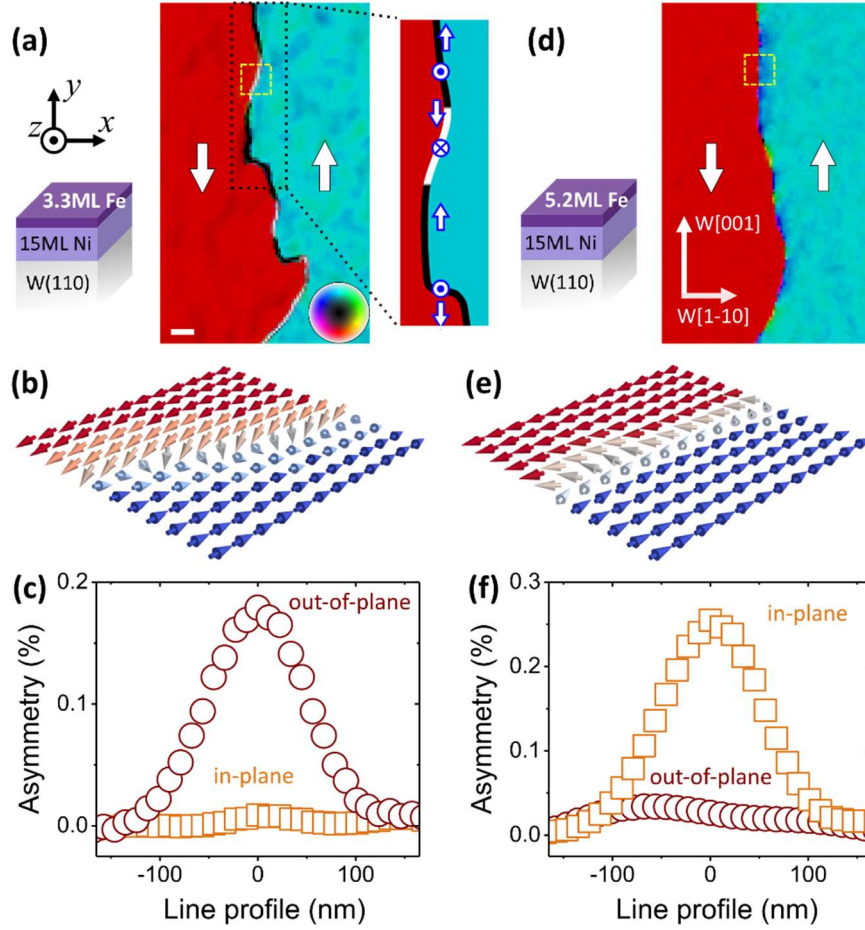 (a)
y
z
x
3.3ML Fe
15ML Ni
W(110)
(d)
5.2ML Fe
15ML Ni
W(110)
W[001]
W[1-10]
(b)
(e)
(c)
0.2
0.1
0.0
Asymmetry (%)
out-of-plane
in-plane
-100
0
100
Line profile (nm)
(f)
0.3
0.2
0.1
0.0
Asymmetry (%)
in-plane
out-of-plane
-100
0
100
Line profile (nm)